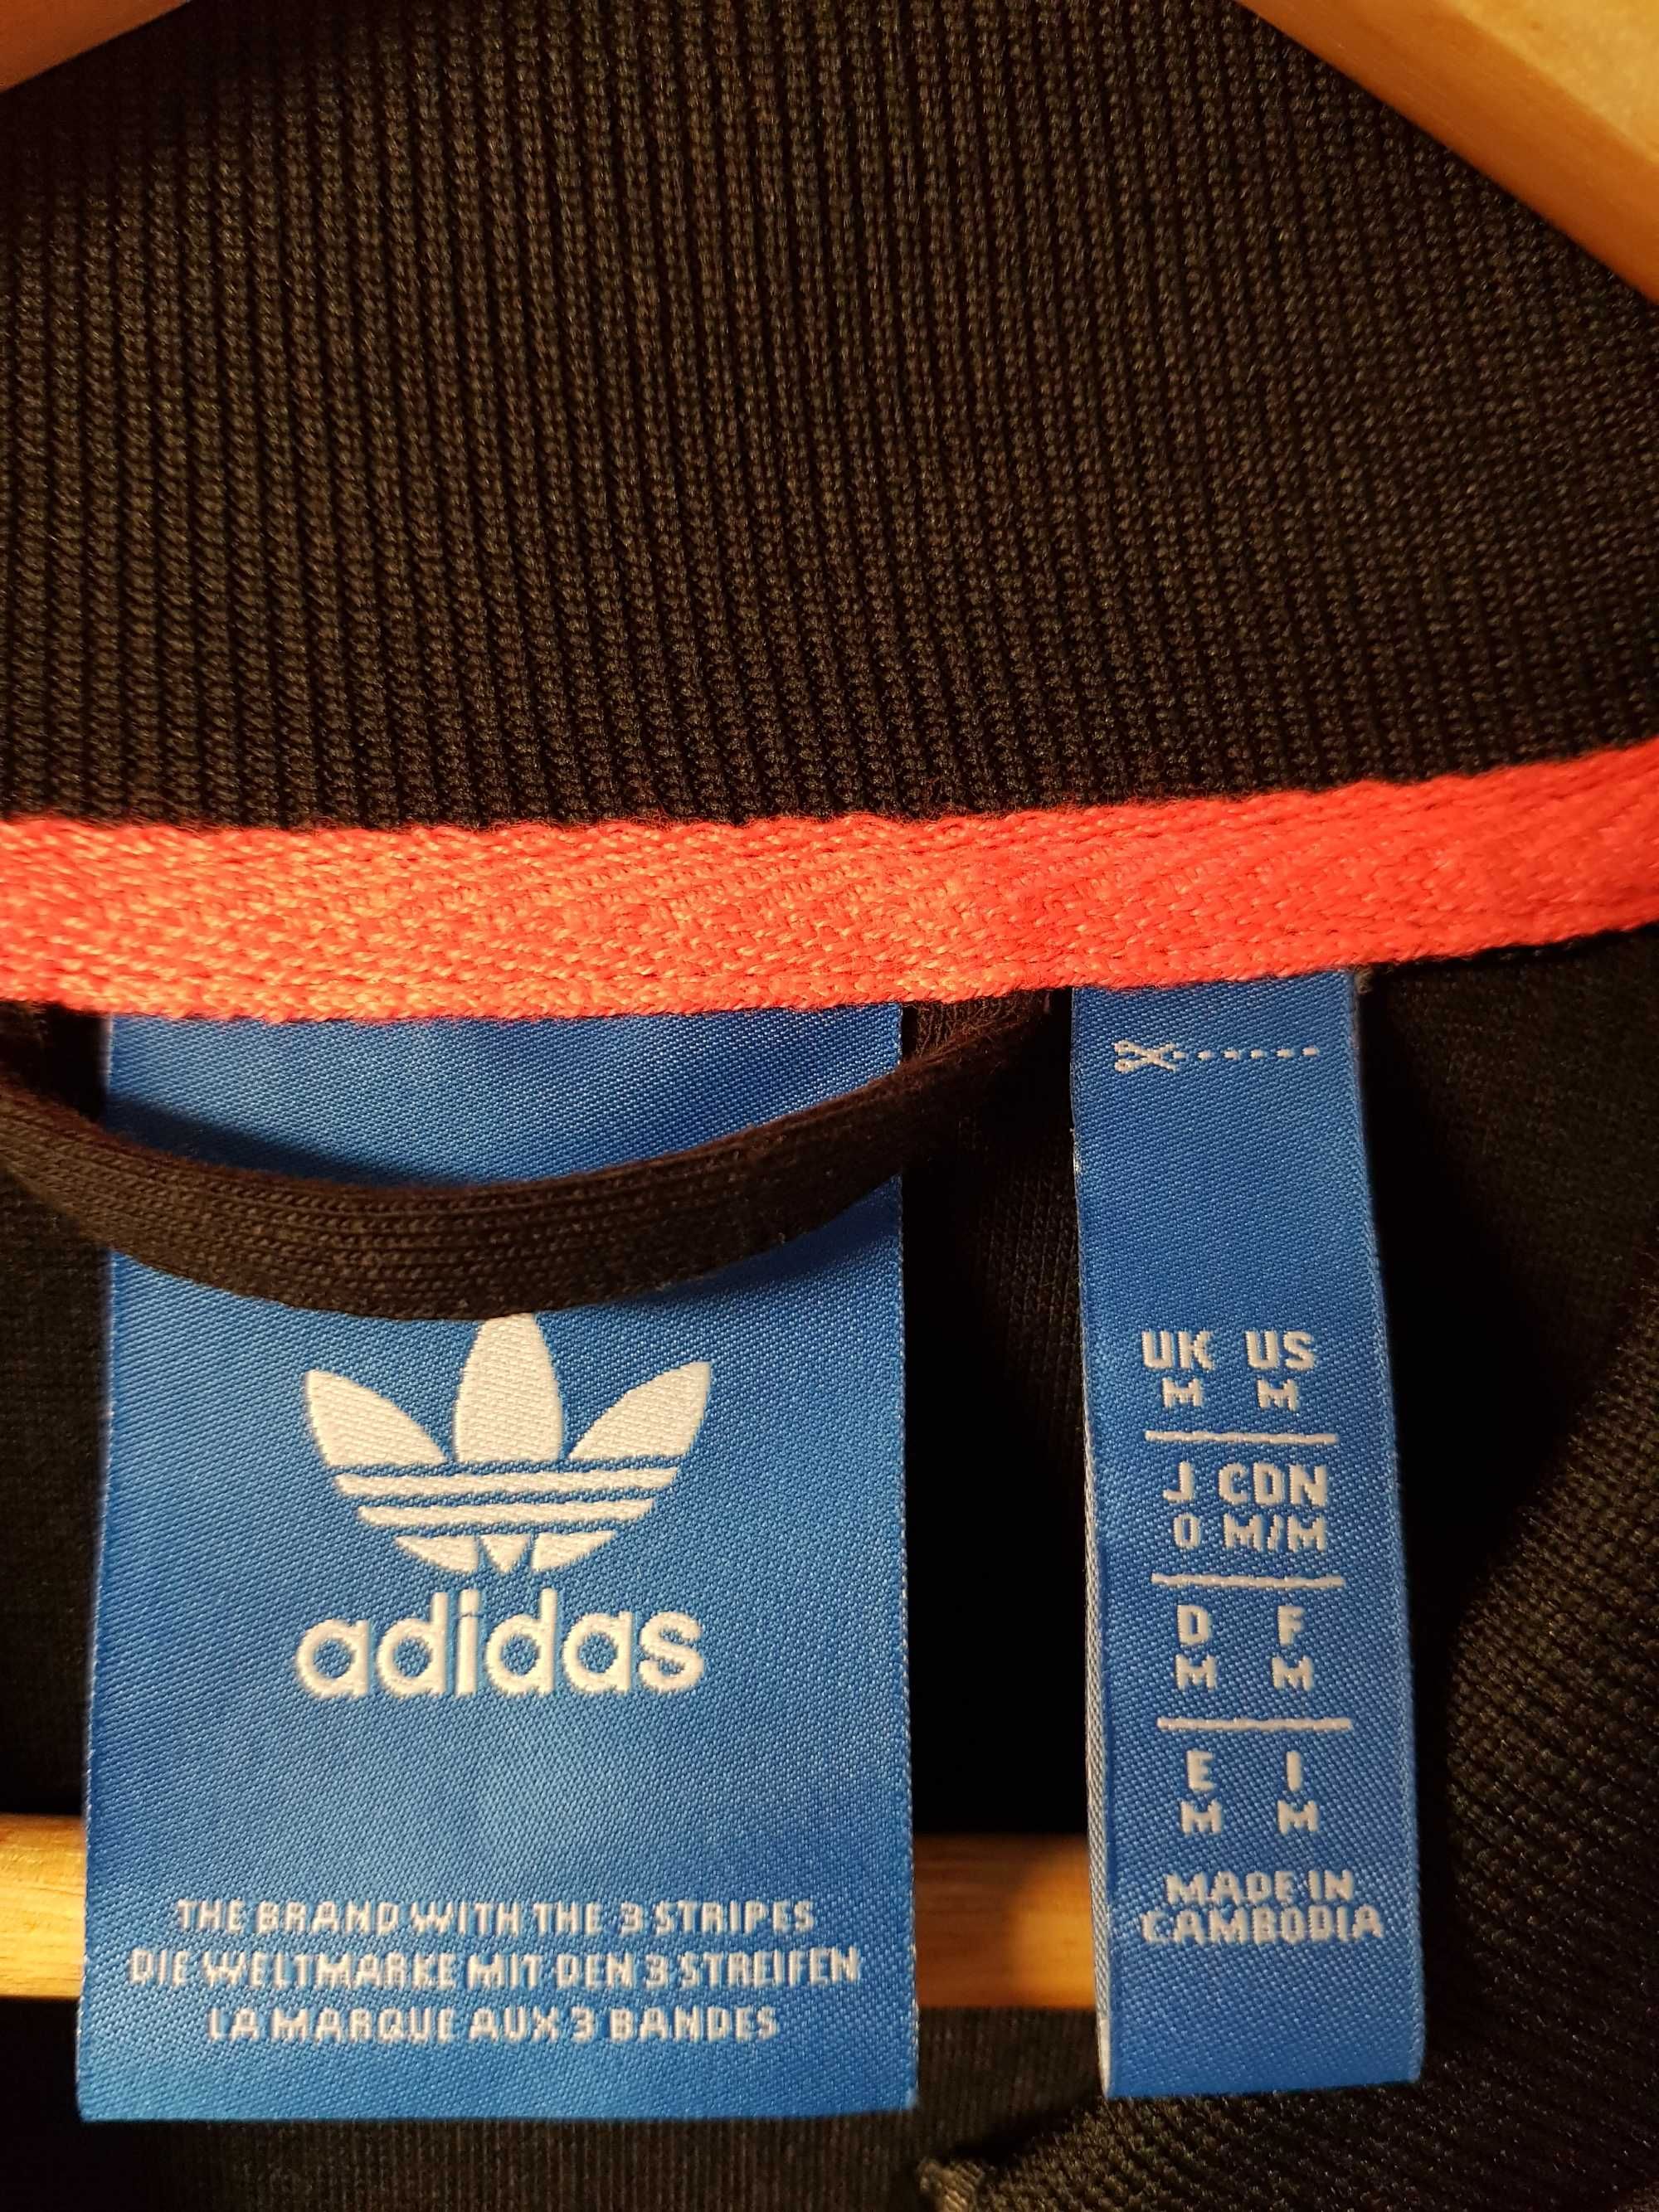 adidas
THE BRAND WITH THE 3 STRIPES
DIE WELTMARKE MIT DEN 3 STREIFEN
LA MARQUE AUX 3 BANDES
UK US
M M
J CDN
O M/M
D F
M M
E I
M M
MADE IN
CAMBODIA